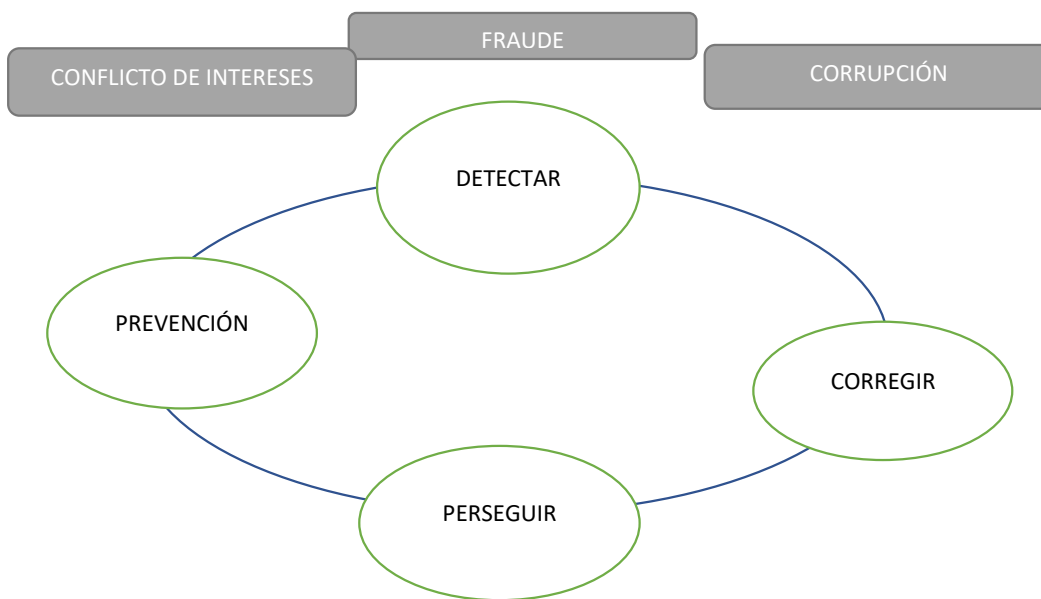 FRAUDE
CONFLICTO DE INTERESES
CORRUPCIÓN
DETECTAR
PREVENCIÓN
CORREGIR
PERSEGUIR